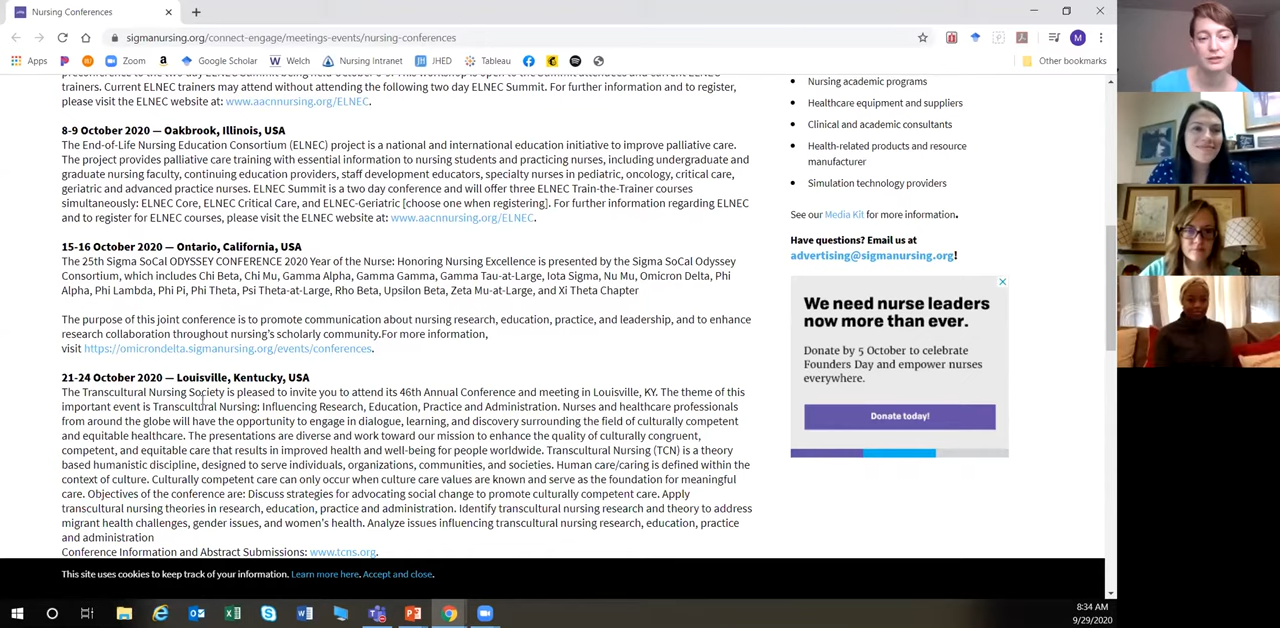 Nursing Conferences
sigmanursing.org/connect-engage/meetings-events/nursing-conferences
M
Apps
Zoom
Google Scholar
Welch
Nursing Intranet
JHED
Tableau
Other bookmarks
trainers. Current ELNEC trainers may attend without attending the following two day ELNEC Summit. For further information and to register,
please visit the ELNEC website at: www.aacnnursing.org/ELNEC.
8-9 October 2020 — Oakbrook, Illinois, USA
The End-of-Life Nursing Education Consortium (ELNEC) project is a national and international education initiative to improve palliative care.
The project provides palliative care training with essential information to nursing students and practicing nurses, including undergraduate and
graduate nursing faculty, continuing education providers, staff development educators, specialty nurses in pediatric, oncology, critical care,
geriatric and advanced practice nurses. ELNEC Summit is a two day conference and will offer three ELNEC Train-the-Trainer courses
simultaneously: ELNEC Core, ELNEC Critical Care, and ELNEC-Geriatric [choose one when registering]. For further information regarding ELNEC
and to register for ELNEC courses, please visit the ELNEC website at: www.aacnnursing.org/ELNEC.
15-16 October 2020 — Ontario, California, USA
The 25th Sigma SoCal ODYSSEY CONFERENCE 2020 Year of the Nurse: Honoring Nursing Excellence is presented by the Sigma SoCal Odyssey
Consortium, which includes Chi Beta, Chi Mu, Gamma Alpha, Gamma Gamma, Gamma Tau-at-Large, Iota Sigma, Nu Mu, Omicron Delta, Phi
Alpha, Phi Lambda, Phi Pi, Phi Theta, Psi Theta-at-Large, Rho Beta, Upsilon Beta, Zeta Mu-at-Large, and Xi Theta Chapter
The purpose of this joint conference is to promote communication about nursing research, education, practice, and leadership, and to enhance
research collaboration throughout nursing's scholarly community.For more information,
visit https://omicrondelta.sigmanursing.org/events/conferences.
21-24 October 2020 — Louisville, Kentucky, USA
The Transcultural Nursing Society is pleased to invite you to attend its 46th Annual Conference and meeting in Louisville, KY. The theme of this
important event is Transcultural Nursing: Influencing Research, Education, Practice and Administration. Nurses and healthcare professionals
from around the globe will have the opportunity to engage in dialogue, learning, and discovery surrounding the field of culturally competent
and equitable healthcare. The presentations are diverse and work toward our mission to enhance the quality of culturally congruent,
competent, and equitable care that results in improved health and well-being for people worldwide. Transcultural Nursing (TCN) is a theory
based humanistic discipline, designed to serve individuals, organizations, communities, and societies. Human care/caring is defined within the
context of culture. Culturally competent care can only occur when culture care values are known and serve as the foundation for meaningful
care. Objectives of the conference are: Discuss strategies for advocating social change to promote culturally competent care. Apply
transcultural nursing theories in research, education, practice and administration. Identify transcultural nursing research and theory to address
migrant health challenges, gender issues, and women's health. Analyze issues influencing transcultural nursing research, education, practice
and administration
Conference Information and Abstract Submissions: www.tcns.org.
Nursing academic programs
Healthcare equipment and suppliers
Clinical and academic consultants
Health-related products and resource
manufacturer
Simulation technology providers
See our Media Kit for more information.
Have questions? Email us at
advertising@sigmanursing.org!
We need nurse leaders
now more than ever.
Donate by 5 October to celebrate
Founders Day and empower nurses
everywhere.
Donate today!
This site uses cookies to keep track of your information. Learn more here. Accept and close.
8:34 AM
9/29/2020